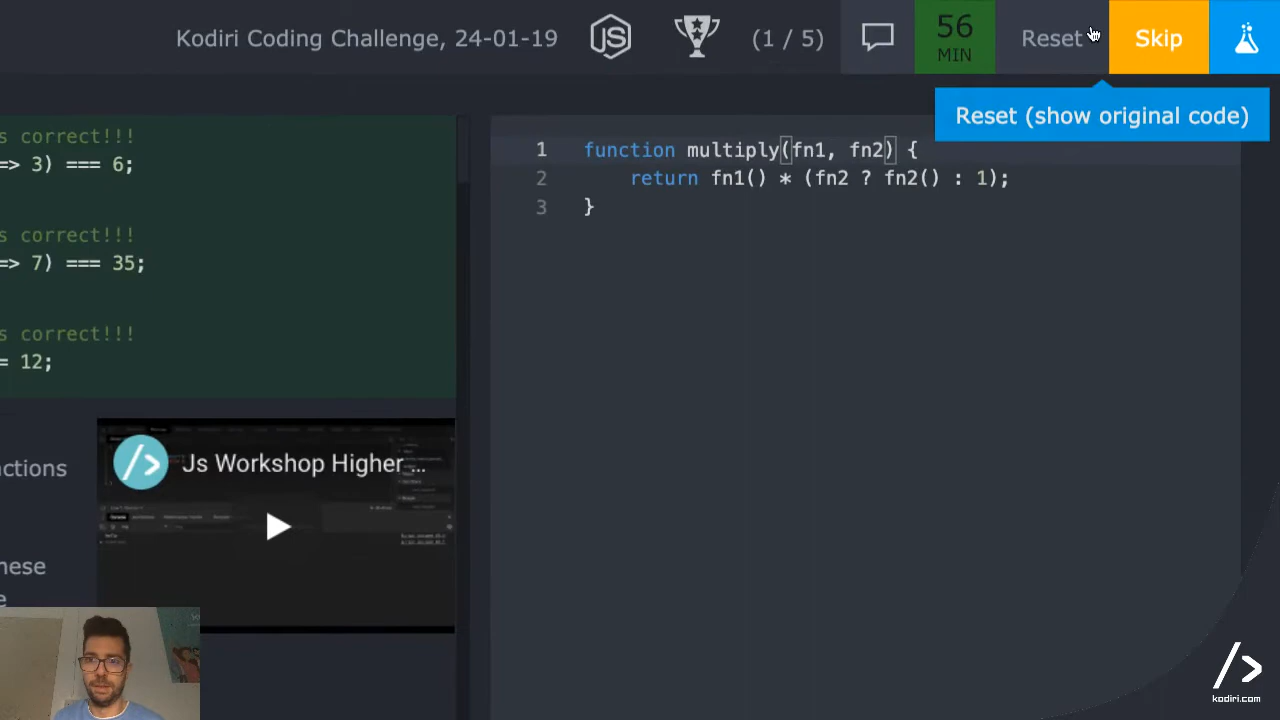 Kodiri Coding Challenge, 24-01-19
JS
(1 / 5)
56
MIN
Reset
Skip
Reset (show original code)
s correct!!!
=> 3) === 6;
s correct!!!
=> 7) === 35;
s correct!!!
= 12;
1 function multiply(fn1, fn2) {
2 return fn1() * (fn2 ? fn2() : 1);
3 }
actions
hese
e
Js Workshop Higher ...
kodiri.com